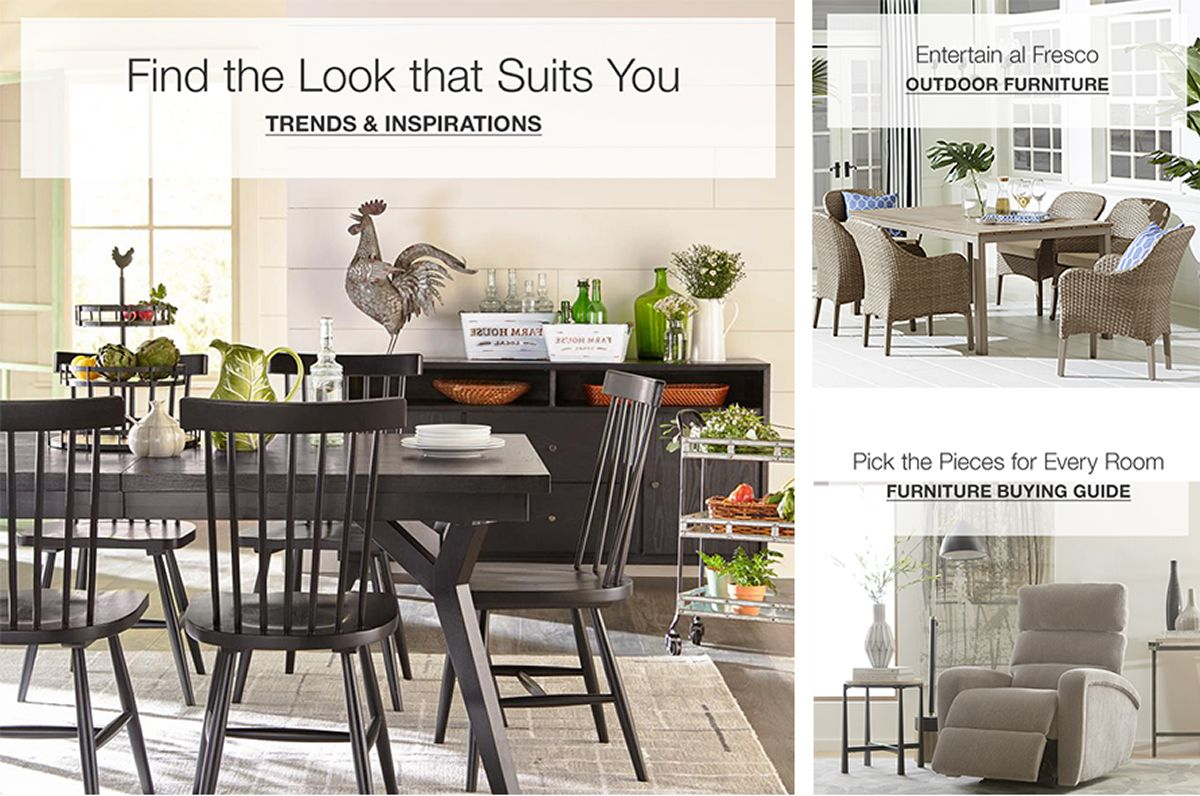 Find the Look that Suits You
TRENDS & INSPIRATIONS
FARM HOUSE
LOCAL
FARM HOUSE
Entertain al Fresco
OUTDOOR FURNITURE
Pick the Pieces for Every Room
FURNITURE BUYING GUIDE